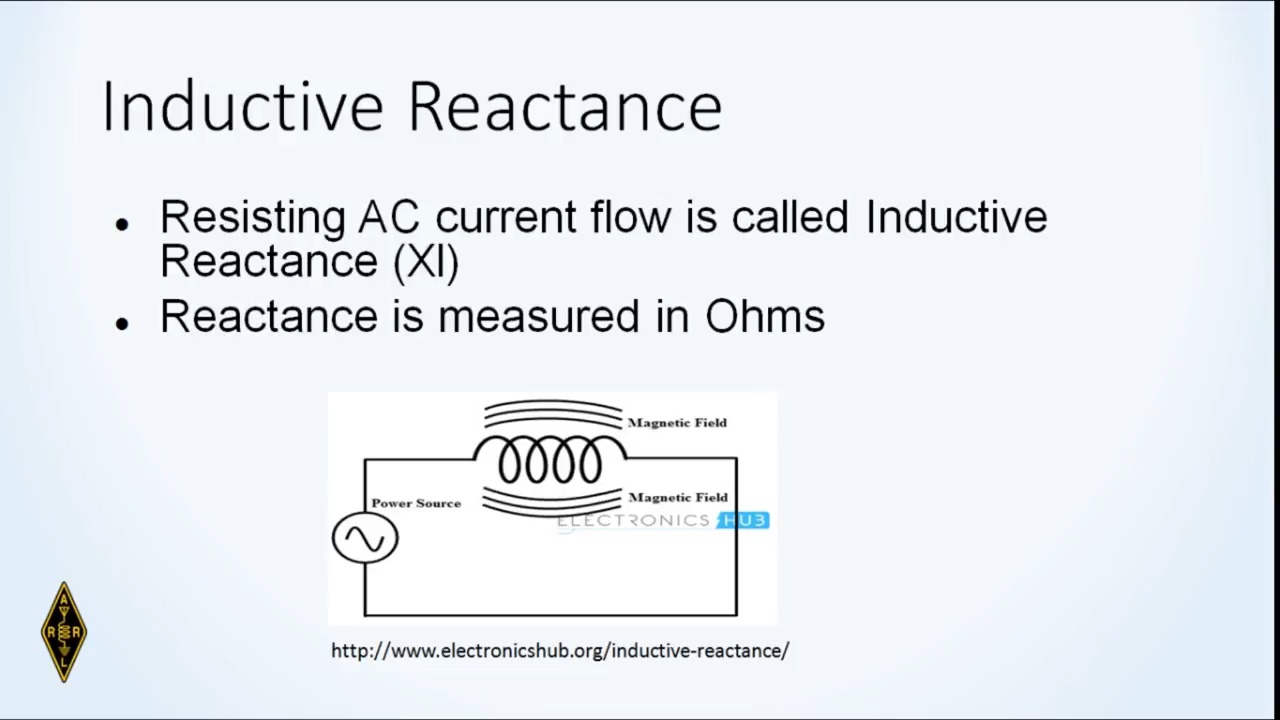 Inductive Reactance
Resisting AC current flow is called Inductive
Reactance (Xl)
Reactance is measured in Ohms
Magnetic Field
Power Source
Magnetic Field
ELECTRONICS HUB
A
R R
L
http://www.electronicshub.org/inductive-reactance/